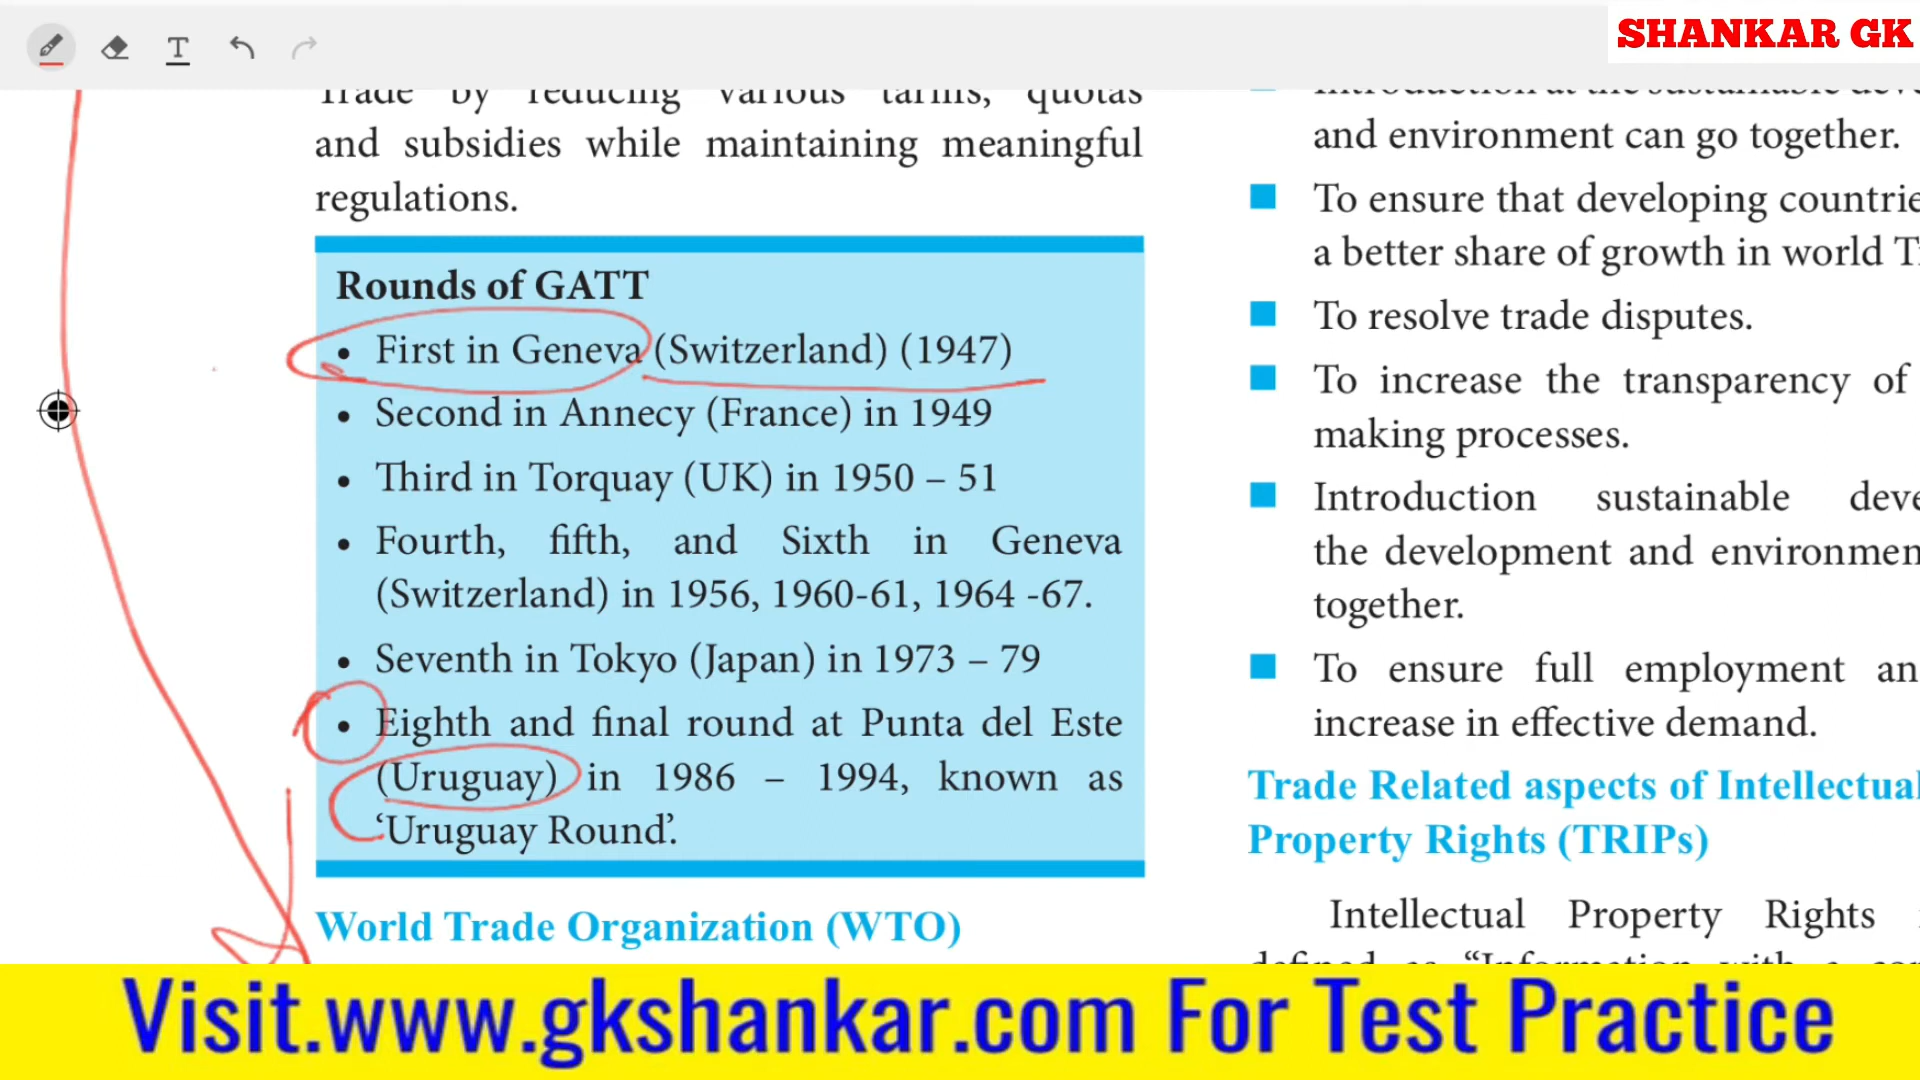 SHANKAR GK
T
Trade by reducing various tariffs, quotas
and subsidies while maintaining meaningful
regulations.
Rounds of GATT
• First in Geneva (Switzerland) (1947)
• Second in Annecy (France) in 1949
• Third in Torquay (UK) in 1950 – 51
• Fourth, fifth, and Sixth in Geneva
(Switzerland) in 1956, 1960-61, 1964 -67.
• Seventh in Tokyo (Japan) in 1973 – 79
• Eighth and final round at Punta del Este
(Uruguay) in 1986 – 1994, known as
‘Uruguay Round’.
World Trade Organization (WTO)
and environment can go together.
To ensure that developing
a better share of growth in world
To resolve trade disputes.
To increase the transparency of
making processes.
Introduction sustainable
the development and
together.
To ensure full employment
increase in effective demand.
Trade Related aspects of Intellectual
Property Rights (TRIPs)
Intellectual Property Rights
Visit.www.gkshankar.com For Test Practice